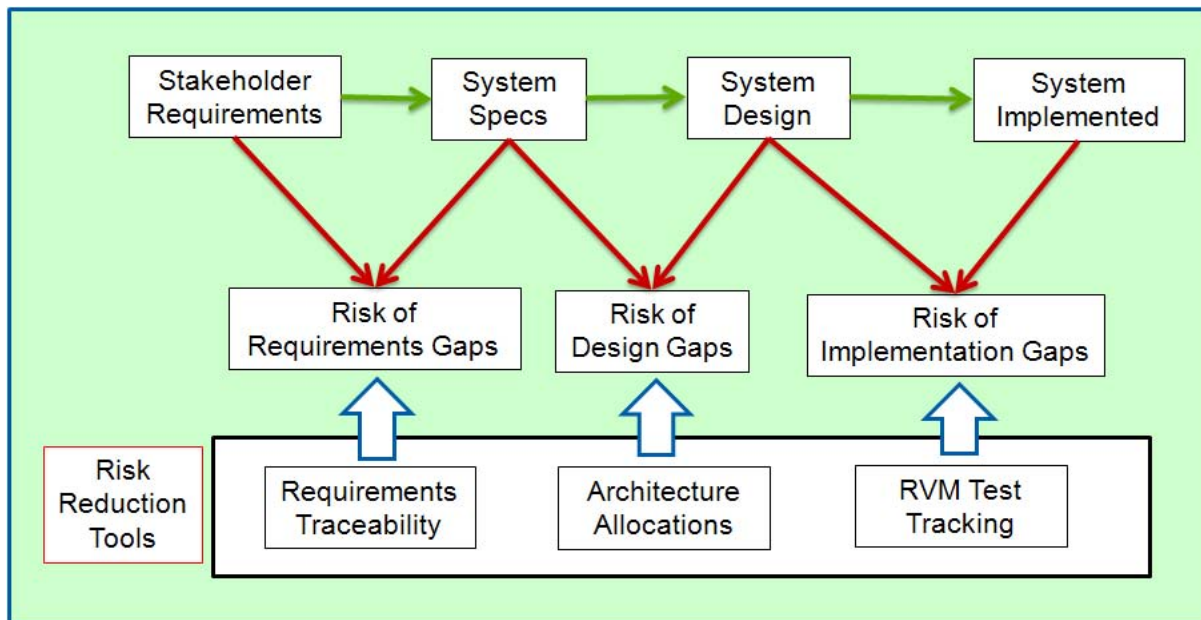 Stakeholder
Requirements
System
Specs
System
Design
System
Implemented
Risk of
Requirements Gaps
Risk of
Design Gaps
Risk of
Implementation Gaps
Risk
Reduction
Tools
Requirements
Traceability
Architecture
Allocations
RVM Test
Tracking